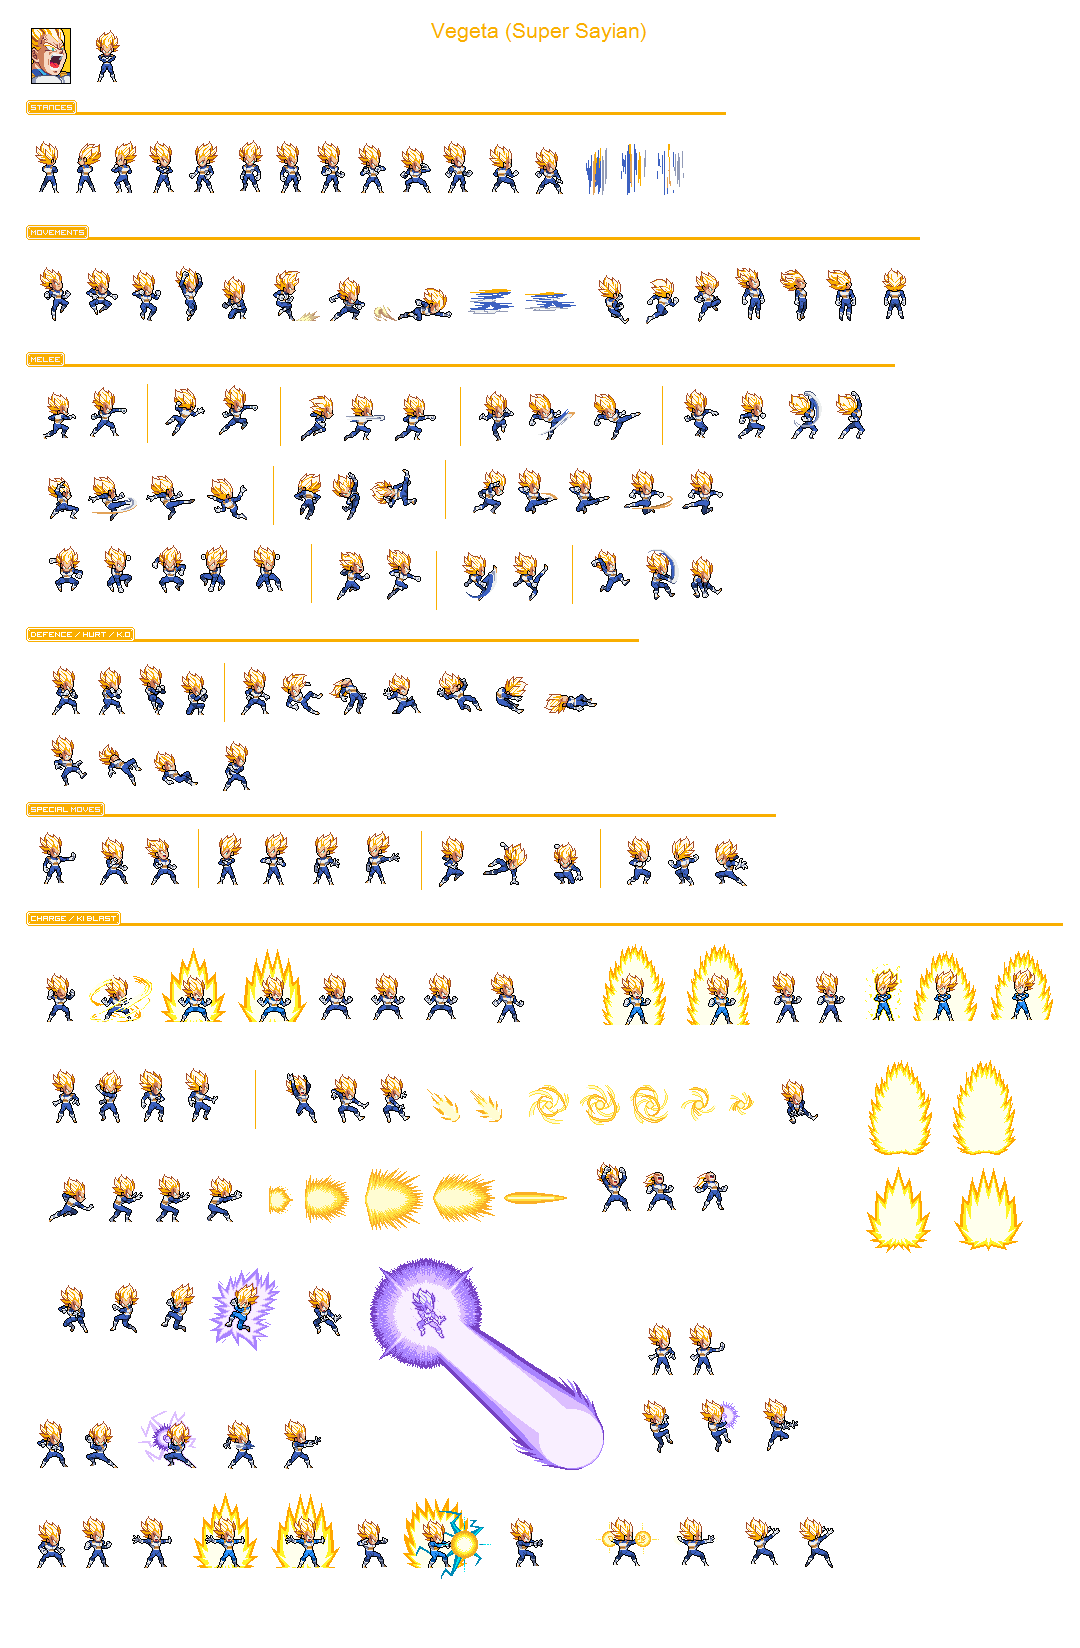 Vegeta (Super Sayian)
STANCES
MOVEMENTS
MELEE
DEFENCE / HURT / K.O
SPECIAL MOVES
CHARGE / KI BLAST